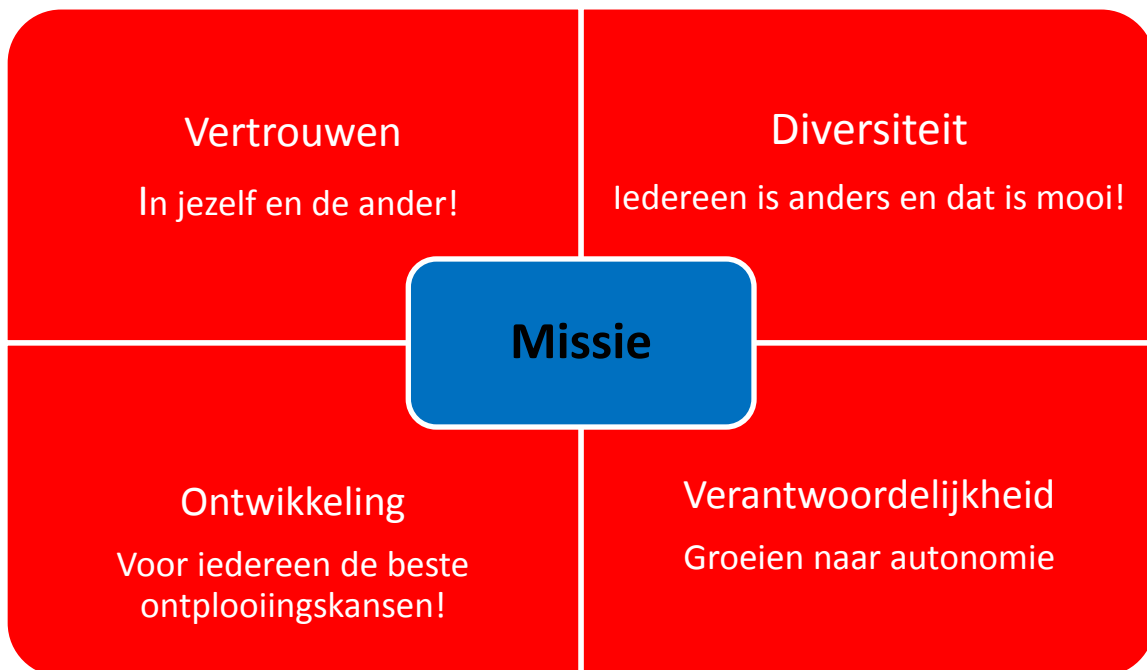 Vertrouwen
In jezelf en de ander!
Diversiteit
Iedereen is anders en dat is mooi!
Missie
Ontwikkeling
Voor iedereen de beste
ontplooiingskansen!
Verantwoordelijkheid
Groeien naar autonomie